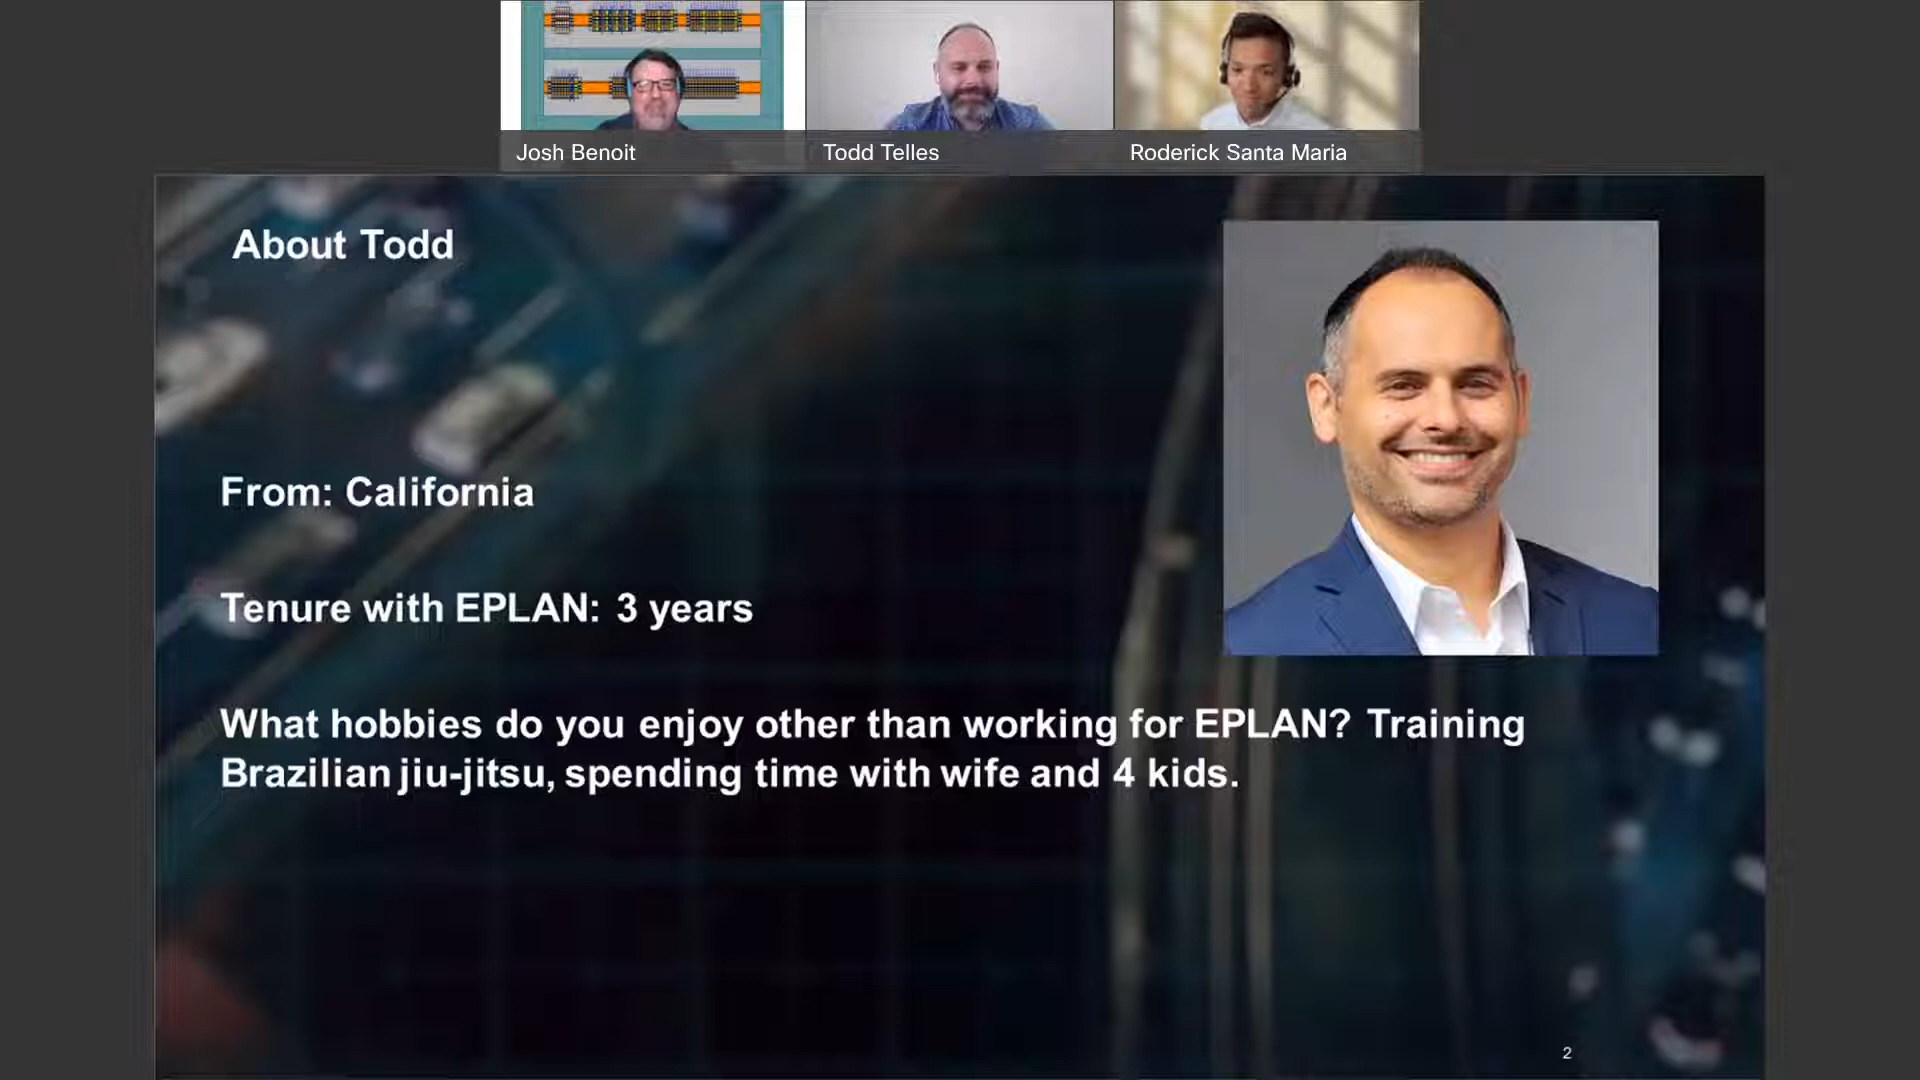 Josh Benoit
Todd Telles
Roderick Santa Maria
About Todd
From: California
Tenure with EPLAN: 3 years
What hobbies do you enjoy other than working for EPLAN? Training
Brazilian jiu-jitsu, spending time with wife and 4 kids.
2